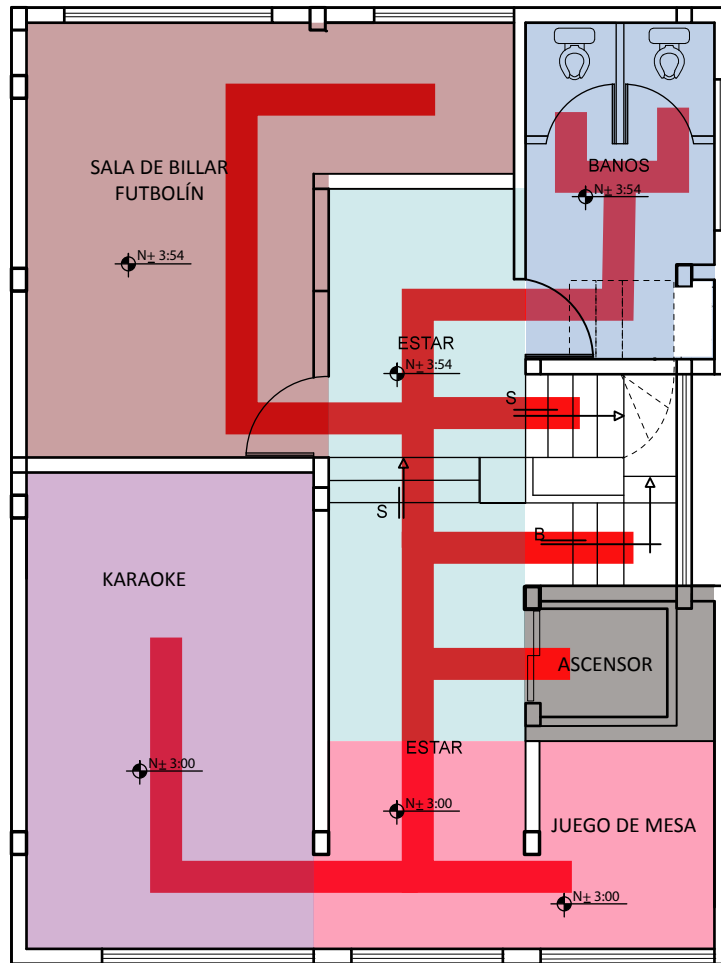 BANOS
N± 3:54
SALA DE BILLAR
FUTBOLÍN
N± 3:54
ESTAR
N± 3:54
S
S
B
KARAOKE
ASCENSOR
ESTAR
N± 3:00
N± 3:00
JUEGO DE MESA
N± 3:00